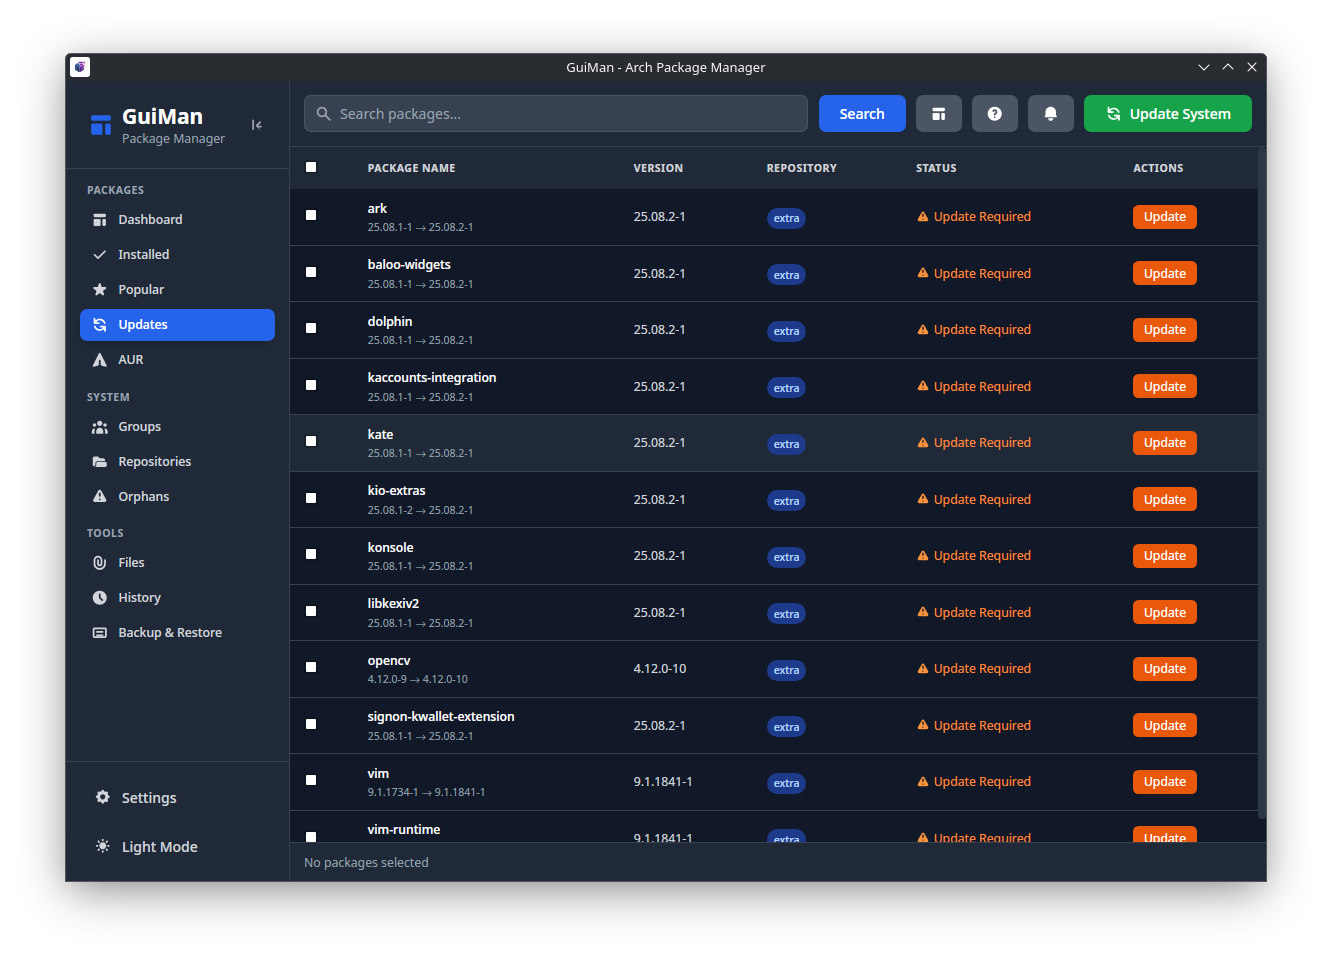 GuiMan - Arch Package Manager
GuiMan
Package Manager
Search packages...
Search
Update System
PACKAGES
Dashboard
Installed
Popular
Updates
AUR
SYSTEM
Groups
Repositories
Orphans
TOOLS
Files
History
Backup & Restore
Settings
Light Mode
PACKAGE NAME VERSION REPOSITORY STATUS ACTIONS
ark
25.08.1-1 → 25.08.2-1
25.08.2-1 extra Update Required Update
baloo-widgets
25.08.1-1 → 25.08.2-1
25.08.2-1 extra Update Required Update
dolphin
25.08.1-1 → 25.08.2-1
25.08.2-1 extra Update Required Update
kaccounts-integration
25.08.1-1 → 25.08.2-1
25.08.2-1 extra Update Required Update
kate
25.08.1-1 → 25.08.2-1
25.08.2-1 extra Update Required Update
kio-extras
25.08.1-2 → 25.08.2-1
25.08.2-1 extra Update Required Update
konsole
25.08.1-1 → 25.08.2-1
25.08.2-1 extra Update Required Update
libkexiv2
25.08.1-1 → 25.08.2-1
25.08.2-1 extra Update Required Update
opencv
4.12.0-9 → 4.12.0-10
4.12.0-10 extra Update Required Update
signon-kwallet-extension
25.08.1-1 → 25.08.2-1
25.08.2-1 extra Update Required Update
vim
9.1.1734-1 → 9.1.1841-1
9.1.1841-1 extra Update Required Update
vim-runtime
9.1.1841-1 extra Update Required Update
No packages selected